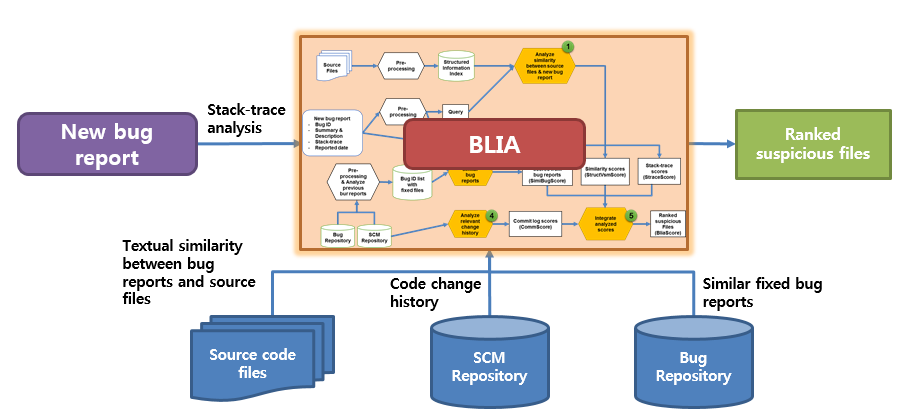 New bug
report
Stack-trace
analysis
Source
Files
Pre-
processing
Structured
Information
Index
Analyze
similarity
between source
files & new bug
report
1
New bug report
- Bug ID
- Summary &
Description
- Stack-trace
- Reported date
Pre-
processing
Query
BLIA
Pre-
processing
& Analyze
previous
bur reports
Bug ID list
with
fixed files
bug
reports
bug reports
(SimiBugScore)
Similarity scores
(StructVsmScore)
Stack-trace
scores
(StraceScore)
Bug
Repository
SCM
Repository
Analyze
relevant
change
history
4
Commit log scores
(CommScore)
Integrate
analyzed
scores
5
Ranked
suspicious
Files
(BliaScore)
Ranked
suspicious files
Textual similarity
between bug
reports and source
files
Code change
history
Similar fixed bug
reports
Source code
files
SCM
Repository
Bug
Repository